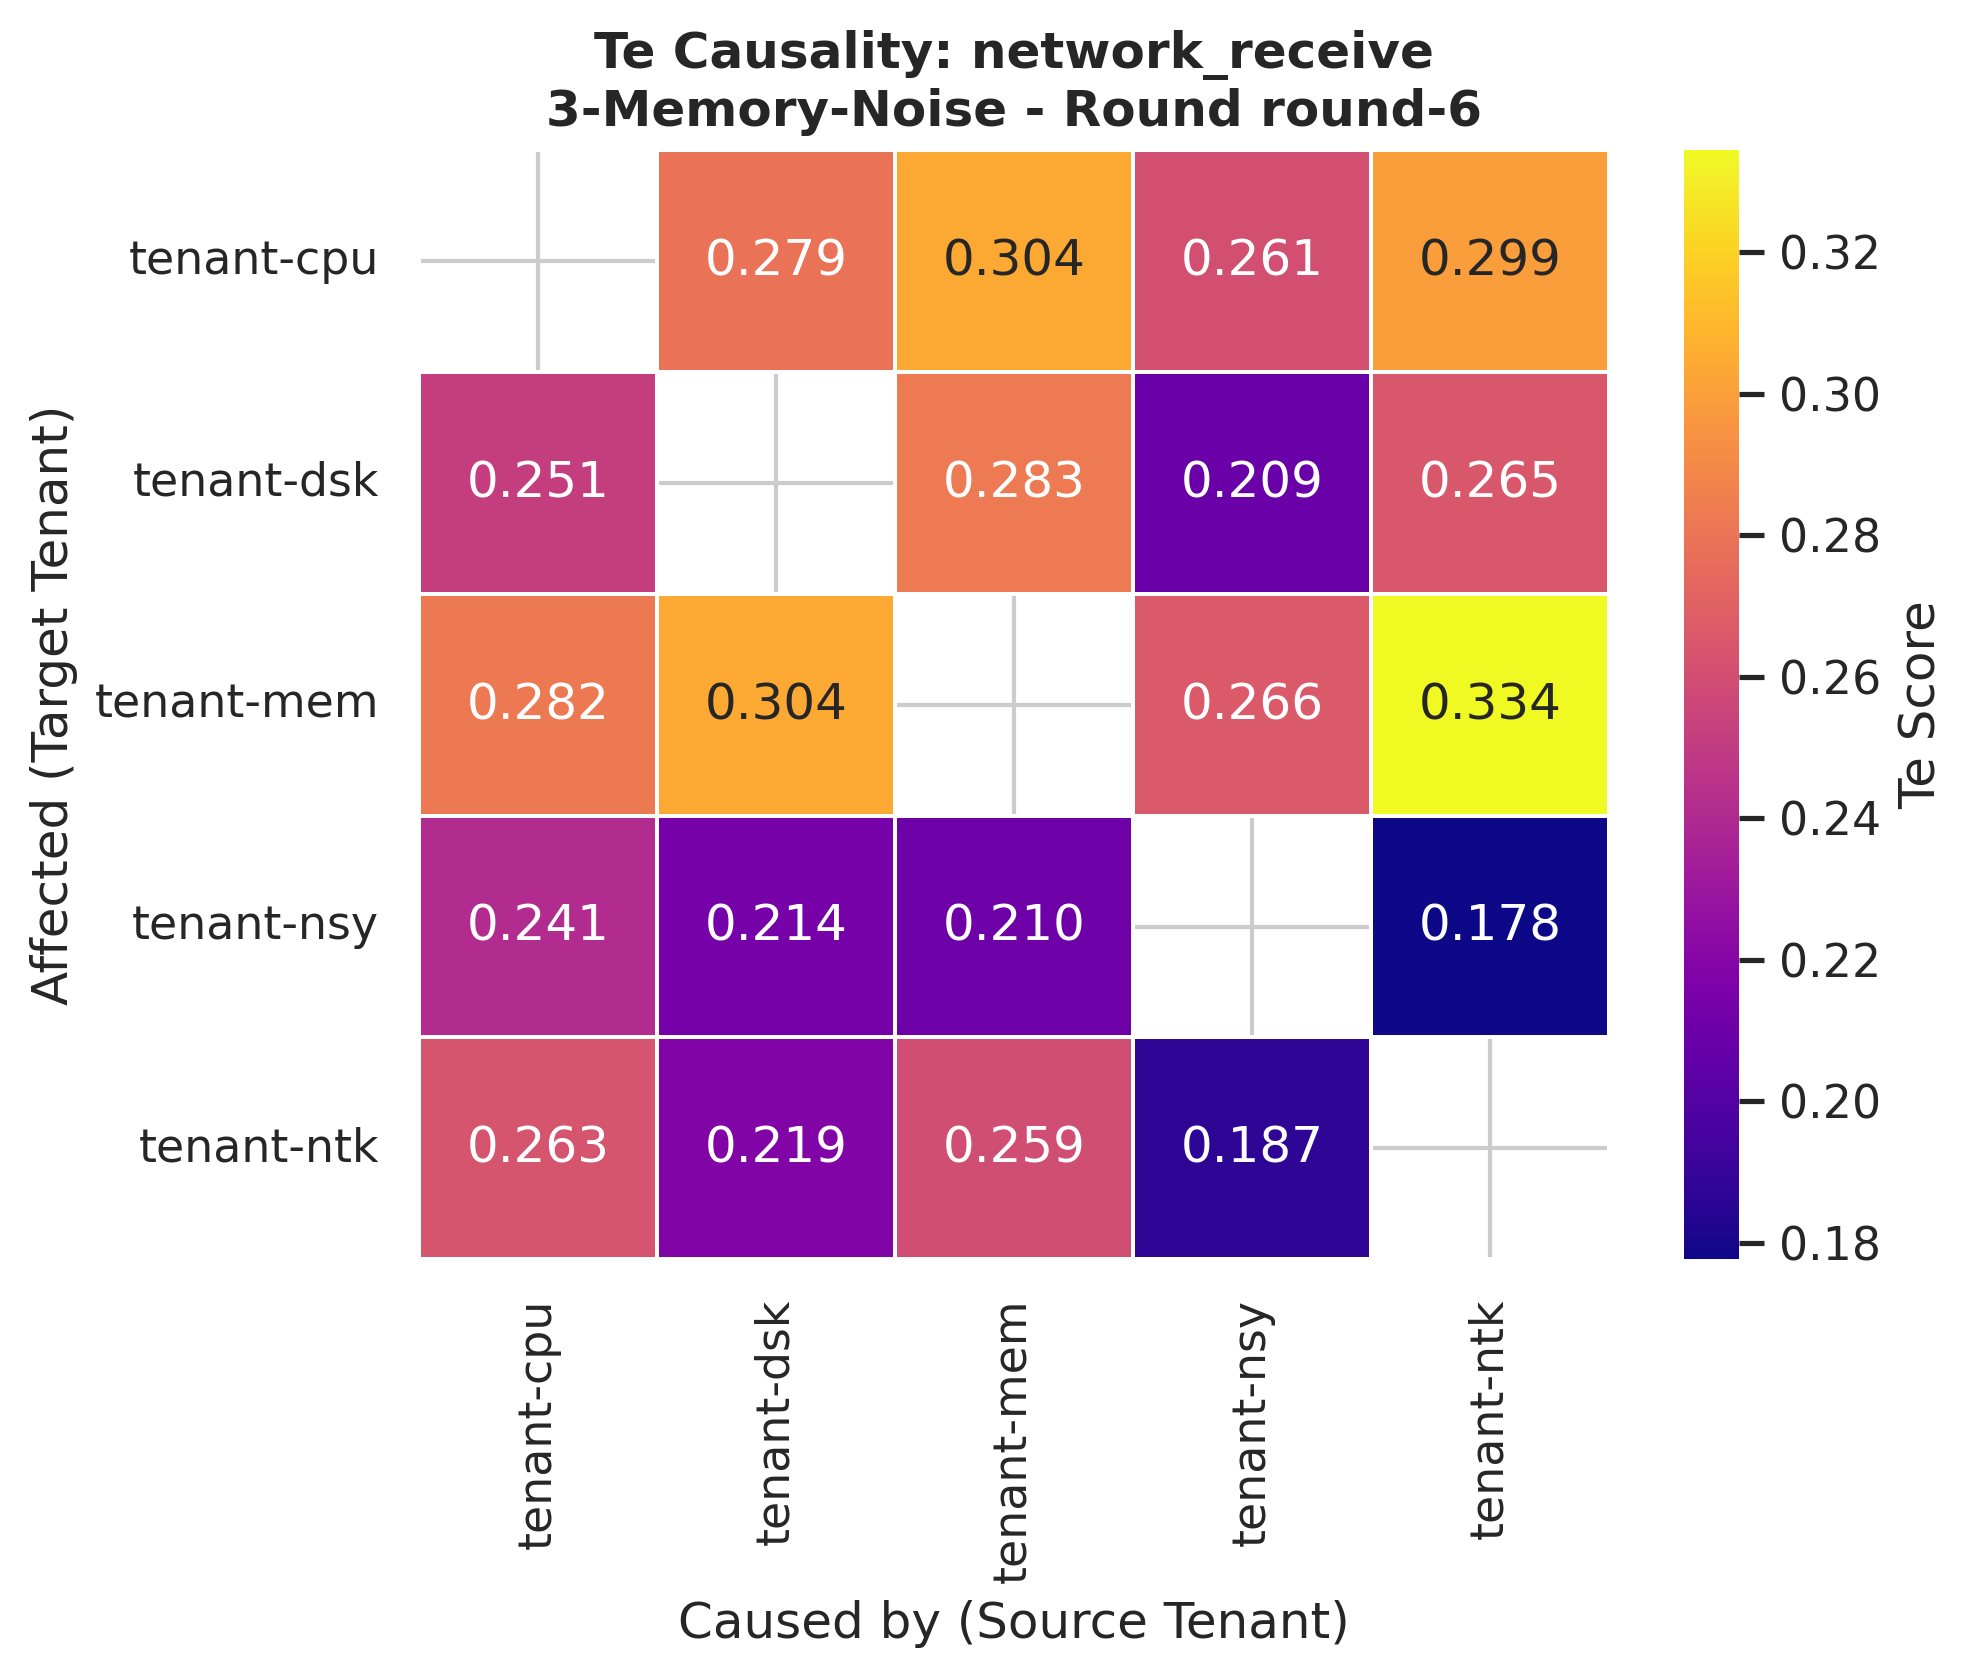 Te Causality: network_receive
3-Memory-Noise - Round round-6
Affected (Target Tenant)
tenant-cpu 0.279 0.304 0.261 0.299
tenant-dsk 0.251 0.283 0.209 0.265
tenant-mem 0.282 0.304 0.266 0.334
tenant-nsy 0.241 0.214 0.210 0.178
tenant-ntk 0.263 0.219 0.259 0.187
tenant-cpu
tenant-dsk
tenant-mem
tenant-nsy
tenant-ntk
Caused by (Source Tenant)
0.32
0.30
0.28
0.26
0.24
0.22
0.20
0.18
Te Score